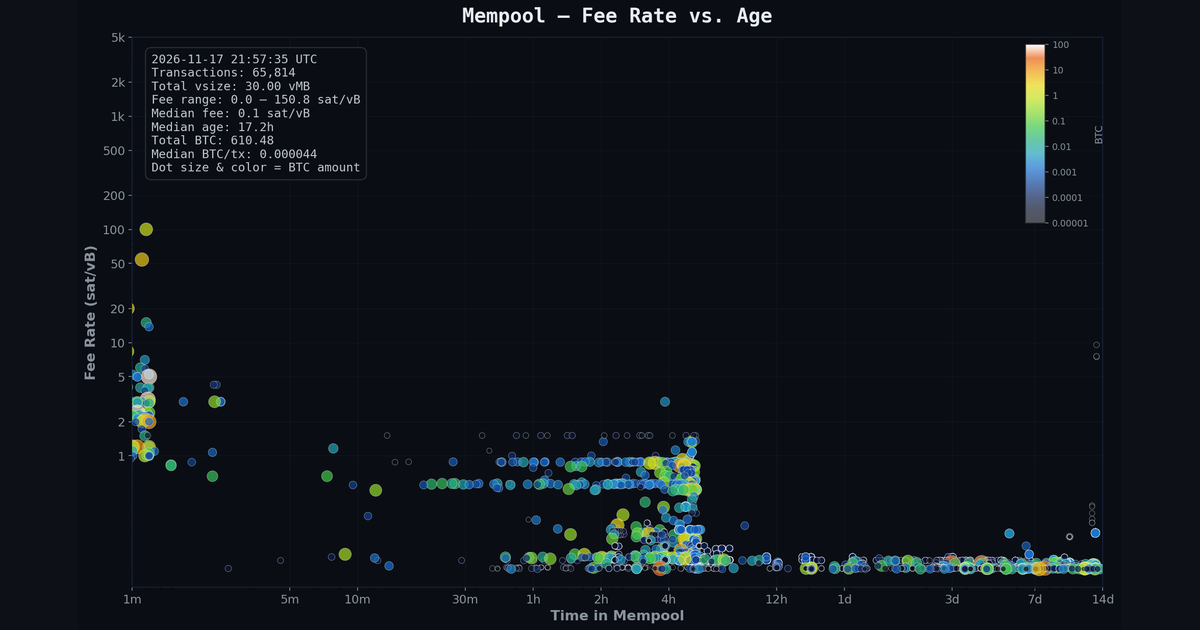 Mempool — Fee Rate vs. Age
2026-11-17 21:57:35 UTC
Transactions: 65,814
Total vsize: 30.00 vMB
Fee range: 0.0 – 150.8 sat/vB
Median fee: 0.1 sat/vB
Median age: 17.2h
Total BTC: 610.48
Median BTC/tx: 0.000044
Dot size & color = BTC amount
100
10
1
0.1
0.01
0.001
0.0001
0.00001
BTC
5k
2k
1k
500
200
100
50
20
10
5
2
1
Fee Rate (sat/vB)
1m 5m 10m 30m 1h 2h 4h 12h 1d 3d 7d 14d
Time in Mempool